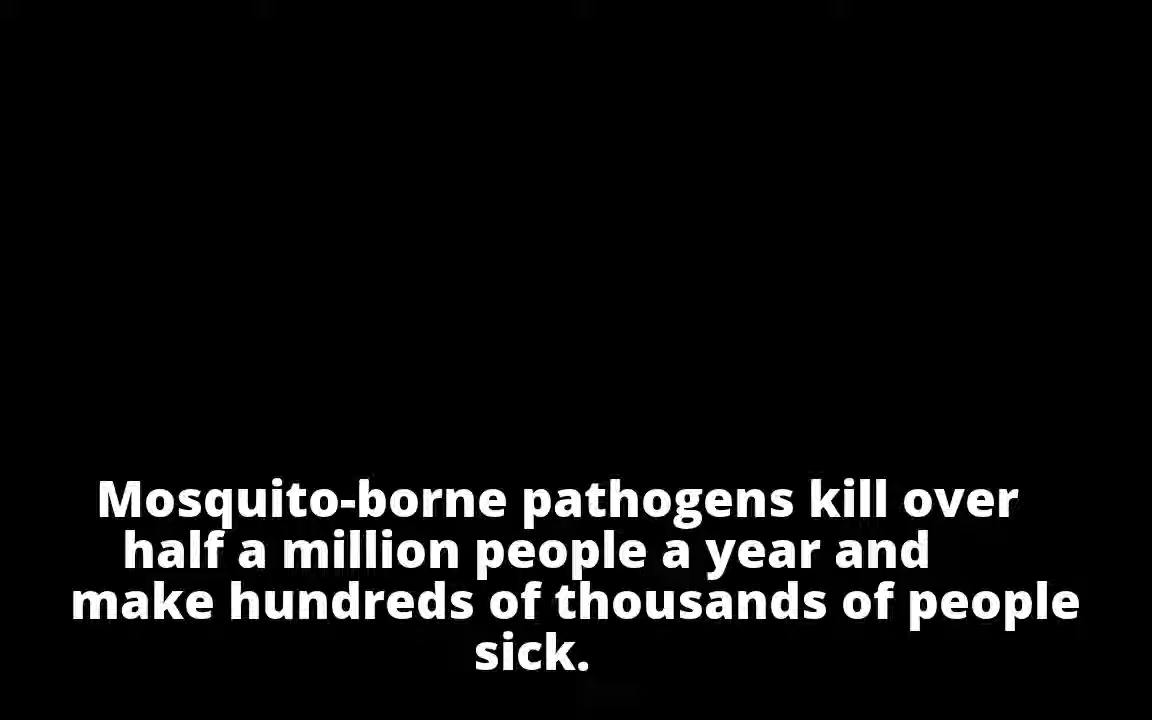 Mosquito-borne pathogens kill over
half a million people a year and
make hundreds of thousands of people
sick.